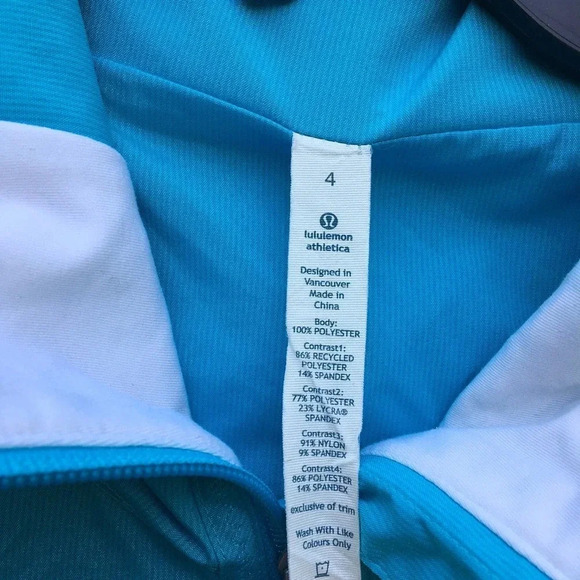 4
lululemon
athletica
Designed in
Vancouver
Made in
China
Body:
100% POLYESTER
Contrast1:
86% RECYCLED
POLYESTER
14% SPANDEX
Contrast2:
77% POLYESTER
23% LYCRA®
SPANDEX
Contrast3:
91% NYLON
9% SPANDEX
Contrast4:
86% POLYESTER
14% SPANDEX
exclusive of trim
Wash With Like
Colours Only